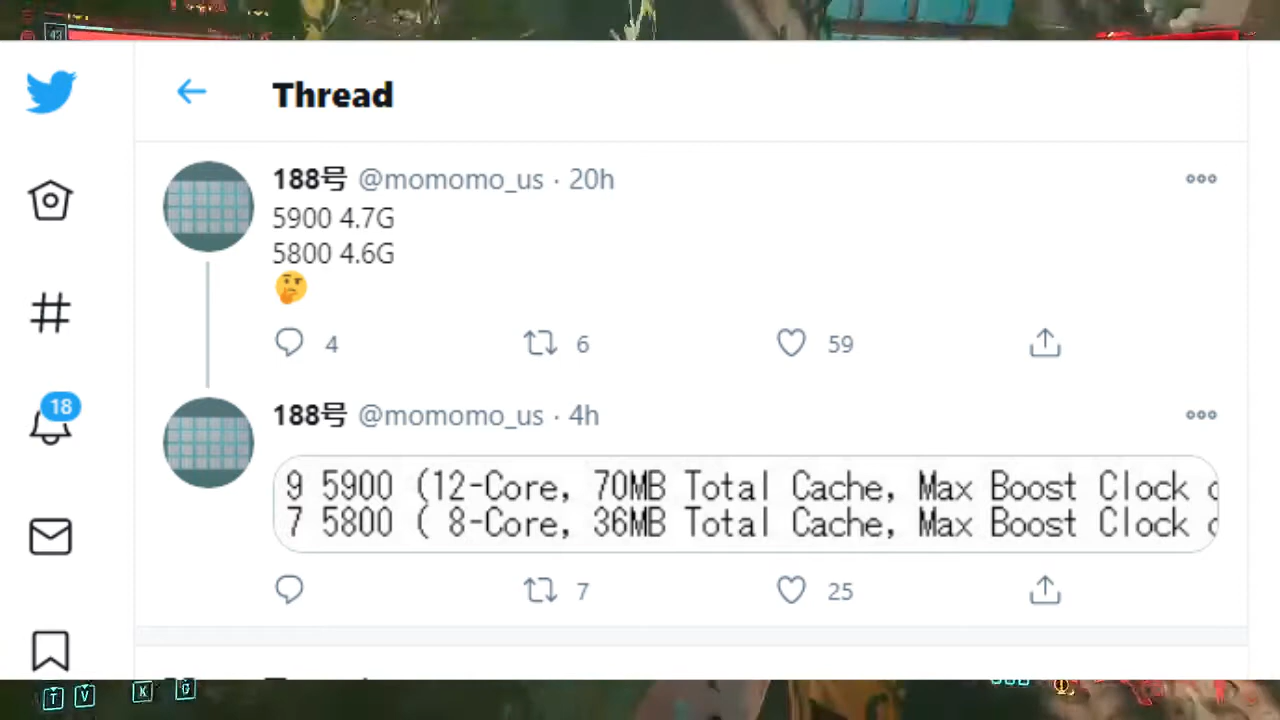 43
Thread
188号 @momomo_us · 20h
5900 4.7G
5800 4.6G
🤔
4 6 59
18
188号 @momomo_us · 4h
9 5900 (12-Core, 70MB Total Cache, Max Boost Clock
7 5800 ( 8-Core, 36MB Total Cache, Max Boost Clock
7 25
T V K